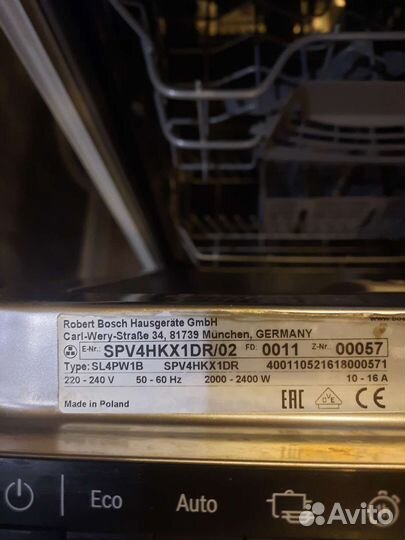 Robert Bosch Hausgeräte GmbH
Carl-Wery-Straße 34, 81739 München, GERMANY
E-Nr.: SPV4HKX1DR/02 FD 0011 Z-Nr. 00057
Type: SL4PW1B SPV4HKX1DR 400110521618000571
220 - 240 V 50 - 60 Hz 2000 - 2400 W 10 - 16 A
Made in Poland
EAC
Eco Auto
Avito